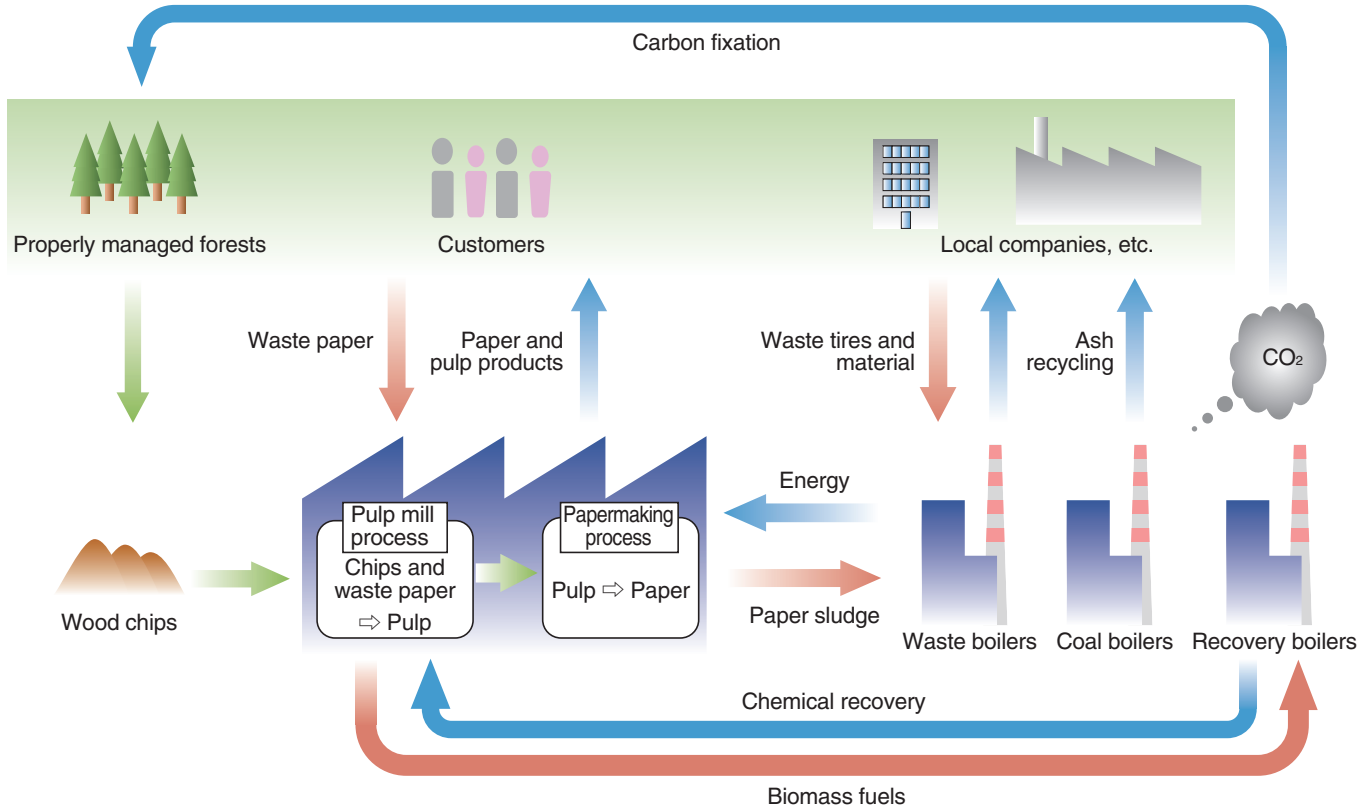 Carbon fixation
Properly managed forests
Customers
Local companies, etc.
Waste paper
Paper and
pulp products
Waste tires and
material
Ash
recycling
CO₂
Energy
Pulp mill
process
Chips and
waste paper
⇨ Pulp
Papermaking
process
Pulp ⇨ Paper
Wood chips
Paper sludge
Waste boilers
Coal boilers
Recovery boilers
Chemical recovery
Biomass fuels